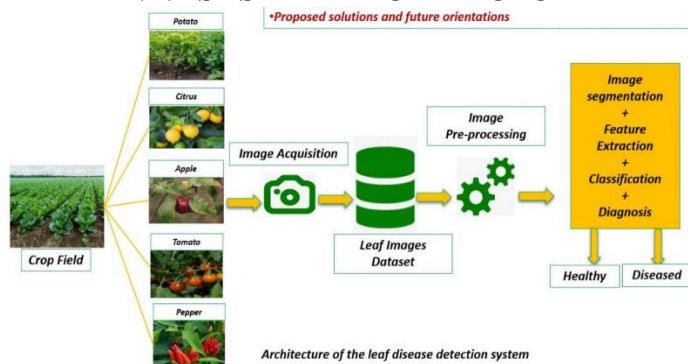 •Proposed solutions and future orientations
Potato
Citrus
Apple
Tomato
Pepper
Crop Field
Image Acquisition
Leaf Images
Dataset
Image
Pre-processing
Image
segmentation
+
Feature
Extraction
+
Classification
+
Diagnosis
Healthy
Diseased
Architecture of the leaf disease detection system